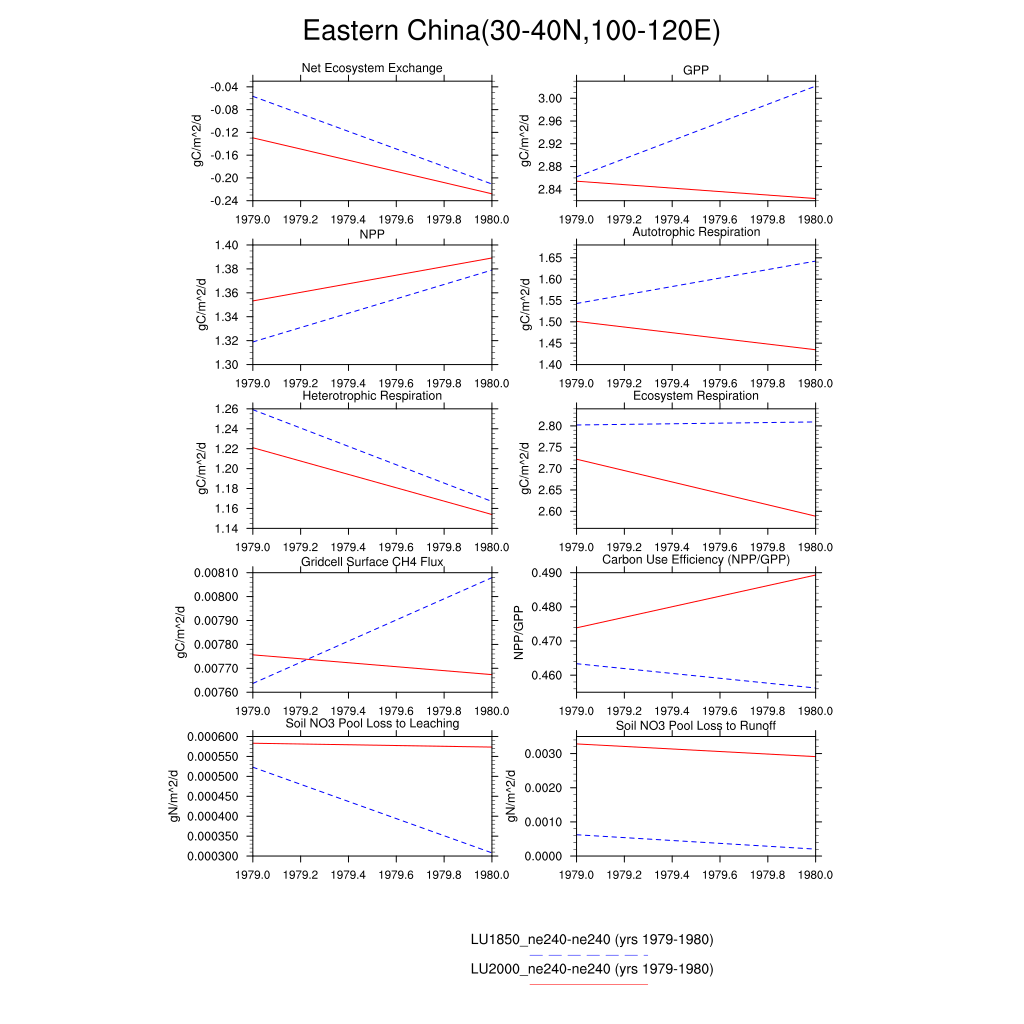 Eastern China(30-40N,100-120E)
Net Ecosystem Exchange
gC/m^2/d
-0.04
-0.08
-0.12
-0.16
-0.20
-0.24
1979.0 1979.2 1979.4 1979.6 1979.8 1980.0
GPP
gC/m^2/d
3.00
2.96
2.92
2.88
2.84
1979.0 1979.2 1979.4 1979.6 1979.8 1980.0
NPP
gC/m^2/d
1.40
1.38
1.36
1.34
1.32
1.30
1979.0 1979.2 1979.4 1979.6 1979.8 1980.0
Autotrophic Respiration
gC/m^2/d
1.65
1.60
1.55
1.50
1.45
1.40
1979.0 1979.2 1979.4 1979.6 1979.8 1980.0
Heterotrophic Respiration
gC/m^2/d
1.26
1.24
1.22
1.20
1.18
1.16
1.14
1979.0 1979.2 1979.4 1979.6 1979.8 1980.0
Ecosystem Respiration
gC/m^2/d
2.80
2.75
2.70
2.65
2.60
1979.0 1979.2 1979.4 1979.6 1979.8 1980.0
Gridcell Surface CH4 Flux
gC/m^2/d
0.00810
0.00800
0.00790
0.00780
0.00770
0.00760
1979.0 1979.2 1979.4 1979.6 1979.8 1980.0
Carbon Use Efficiency (NPP/GPP)
NPP/GPP
0.490
0.480
0.470
0.460
1979.0 1979.2 1979.4 1979.6 1979.8 1980.0
Soil NO3 Pool Loss to Leaching
gN/m^2/d
0.000600
0.000550
0.000500
0.000450
0.000400
0.000350
0.000300
1979.0 1979.2 1979.4 1979.6 1979.8 1980.0
Soil NO3 Pool Loss to Runoff
gN/m^2/d
0.0030
0.0020
0.0010
0.0000
1979.0 1979.2 1979.4 1979.6 1979.8 1980.0
LU1850_ne240-ne240 (yrs 1979-1980)
LU2000_ne240-ne240 (yrs 1979-1980)